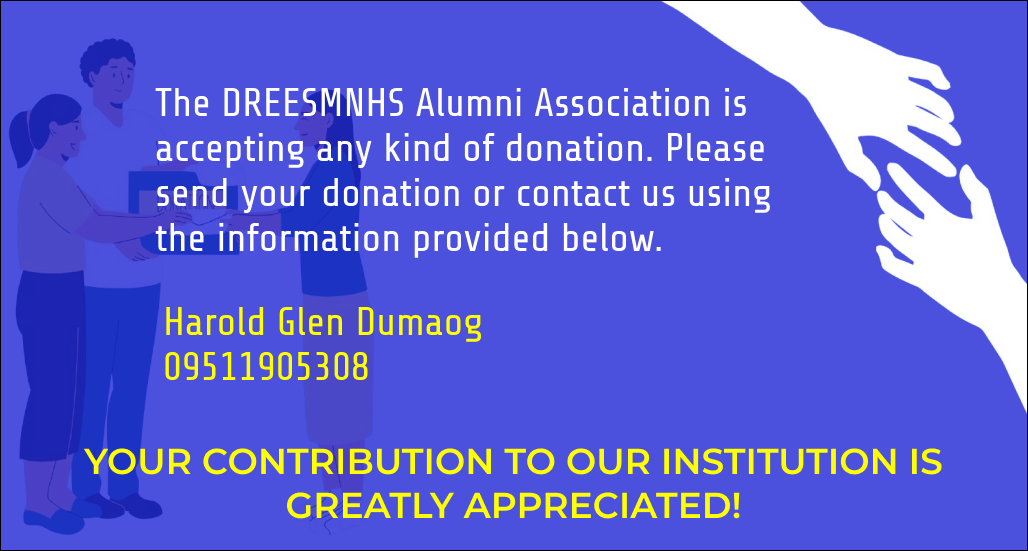 The DREESMNHS Alumni Association is
accepting any kind of donation. Please
send your donation or contact us using
the information provided below.
Harold Glen Dumaog
09511905308
YOUR CONTRIBUTION TO OUR INSTITUTION IS
GREATLY APPRECIATED!